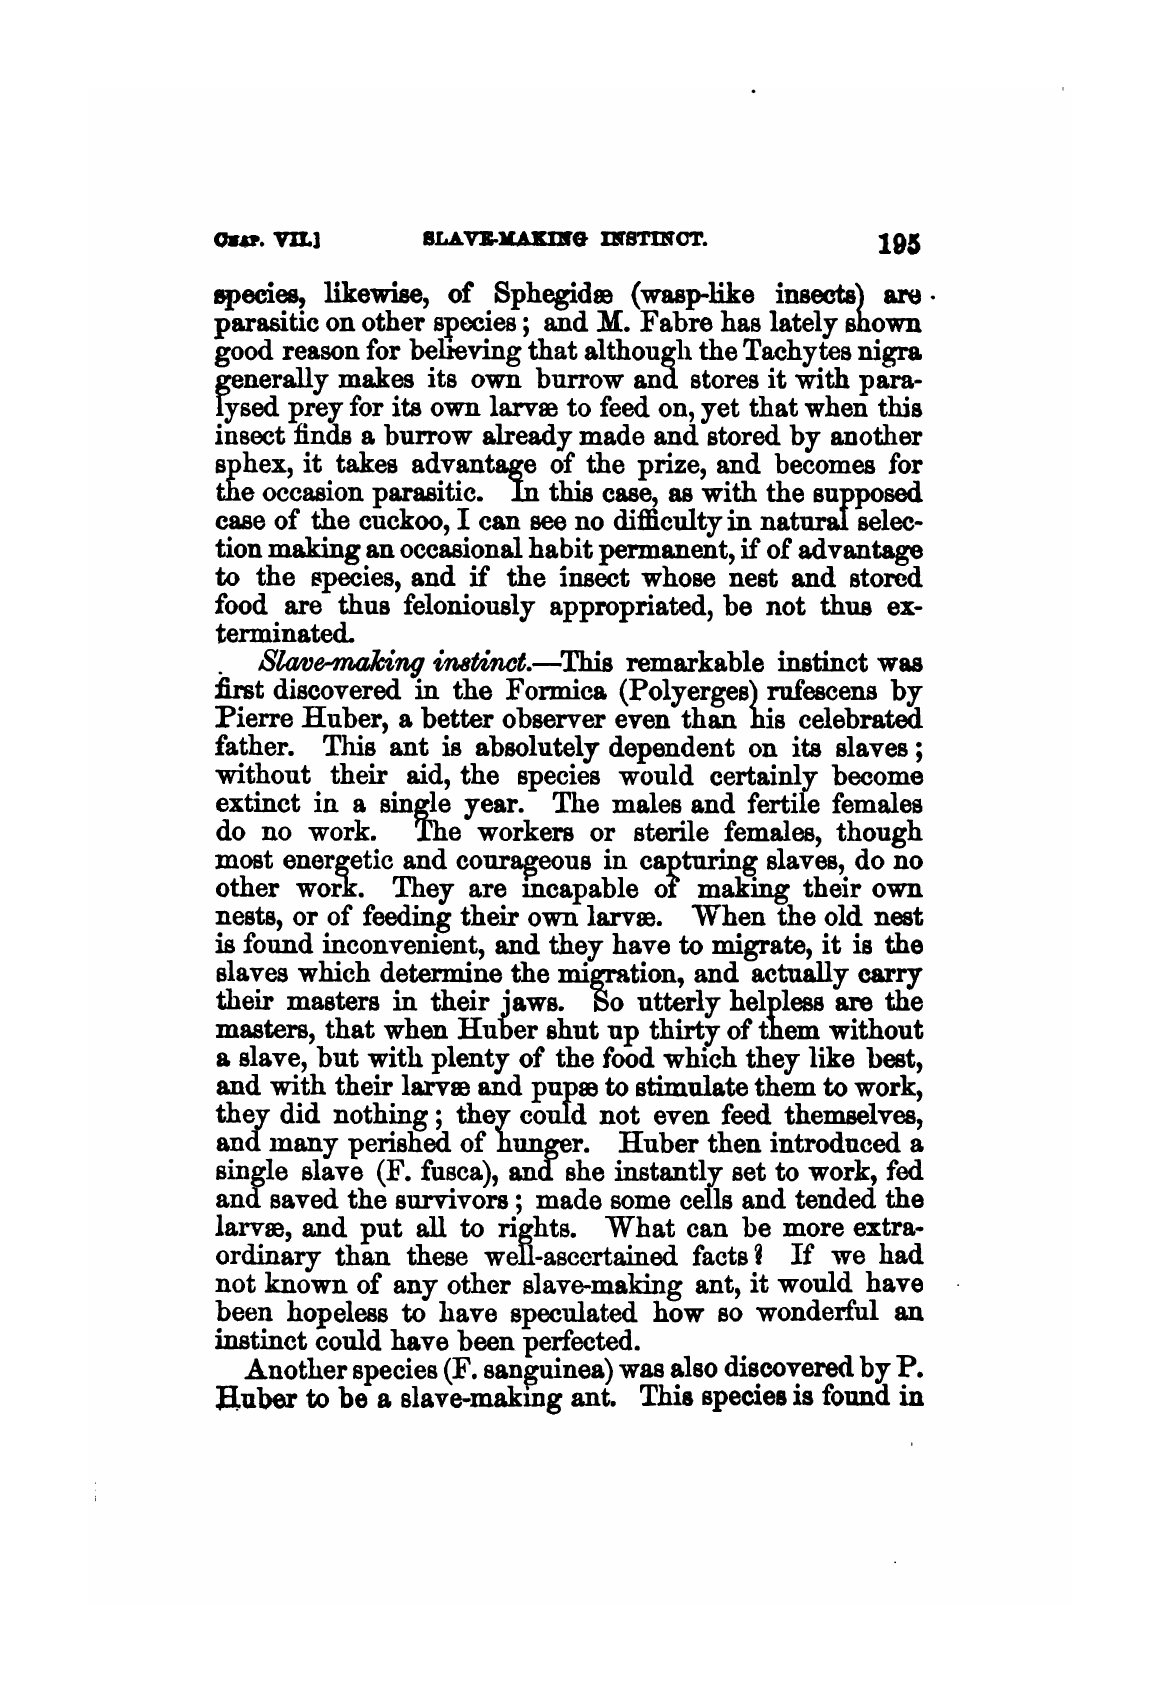 CHAP. VII.] SLAVE-MAKING INSTINCT. 195
species, likewise, of Sphegidæ (wasp-like insects) are
parasitic on other species; and M. Fabre has lately shown
good reason for believing that although the Tachytes nigra
generally makes its own burrow and stores it with para-
lysed prey for its own larvæ to feed on, yet that when this
insect finds a burrow already made and stored by another
sphex, it takes advantage of the prize, and becomes for
the occasion parasitic. In this case, as with the supposed
case of the cuckoo, I can see no difficulty in natural selec-
tion making an occasional habit permanent, if of advantage
to the species, and if the insect whose nest and stored
food are thus feloniously appropriated, be not thus ex-
terminated.
Slave-making instinct.—This remarkable instinct was
first discovered in the Formica (Polyerges) rufescens by
Pierre Huber, a better observer even than his celebrated
father. This ant is absolutely dependent on its slaves;
without their aid, the species would certainly become
extinct in a single year. The males and fertile females
do no work. The workers or sterile females, though
most energetic and courageous in capturing slaves, do no
other work. They are incapable of making their own
nests, or of feeding their own larvæ. When the old nest
is found inconvenient, and they have to migrate, it is the
slaves which determine the migration, and actually carry
their masters in their jaws. So utterly helpless are the
masters, that when Huber shut up thirty of them without
a slave, but with plenty of the food which they like best,
and with their larvæ and pupæ to stimulate them to work,
they did nothing; they could not even feed themselves,
and many perished of hunger. Huber then introduced a
single slave (F. fusca), and she instantly set to work, fed
and saved the survivors; made some cells and tended the
larvæ, and put all to rights. What can be more extra-
ordinary than these well-ascertained facts? If we had
not known of any other slave-making ant, it would have
been hopeless to have speculated how so wonderful an
instinct could have been perfected.
Another species (F. sanguinea) was also discovered by P.
Huber to be a slave-making ant. This species is found in